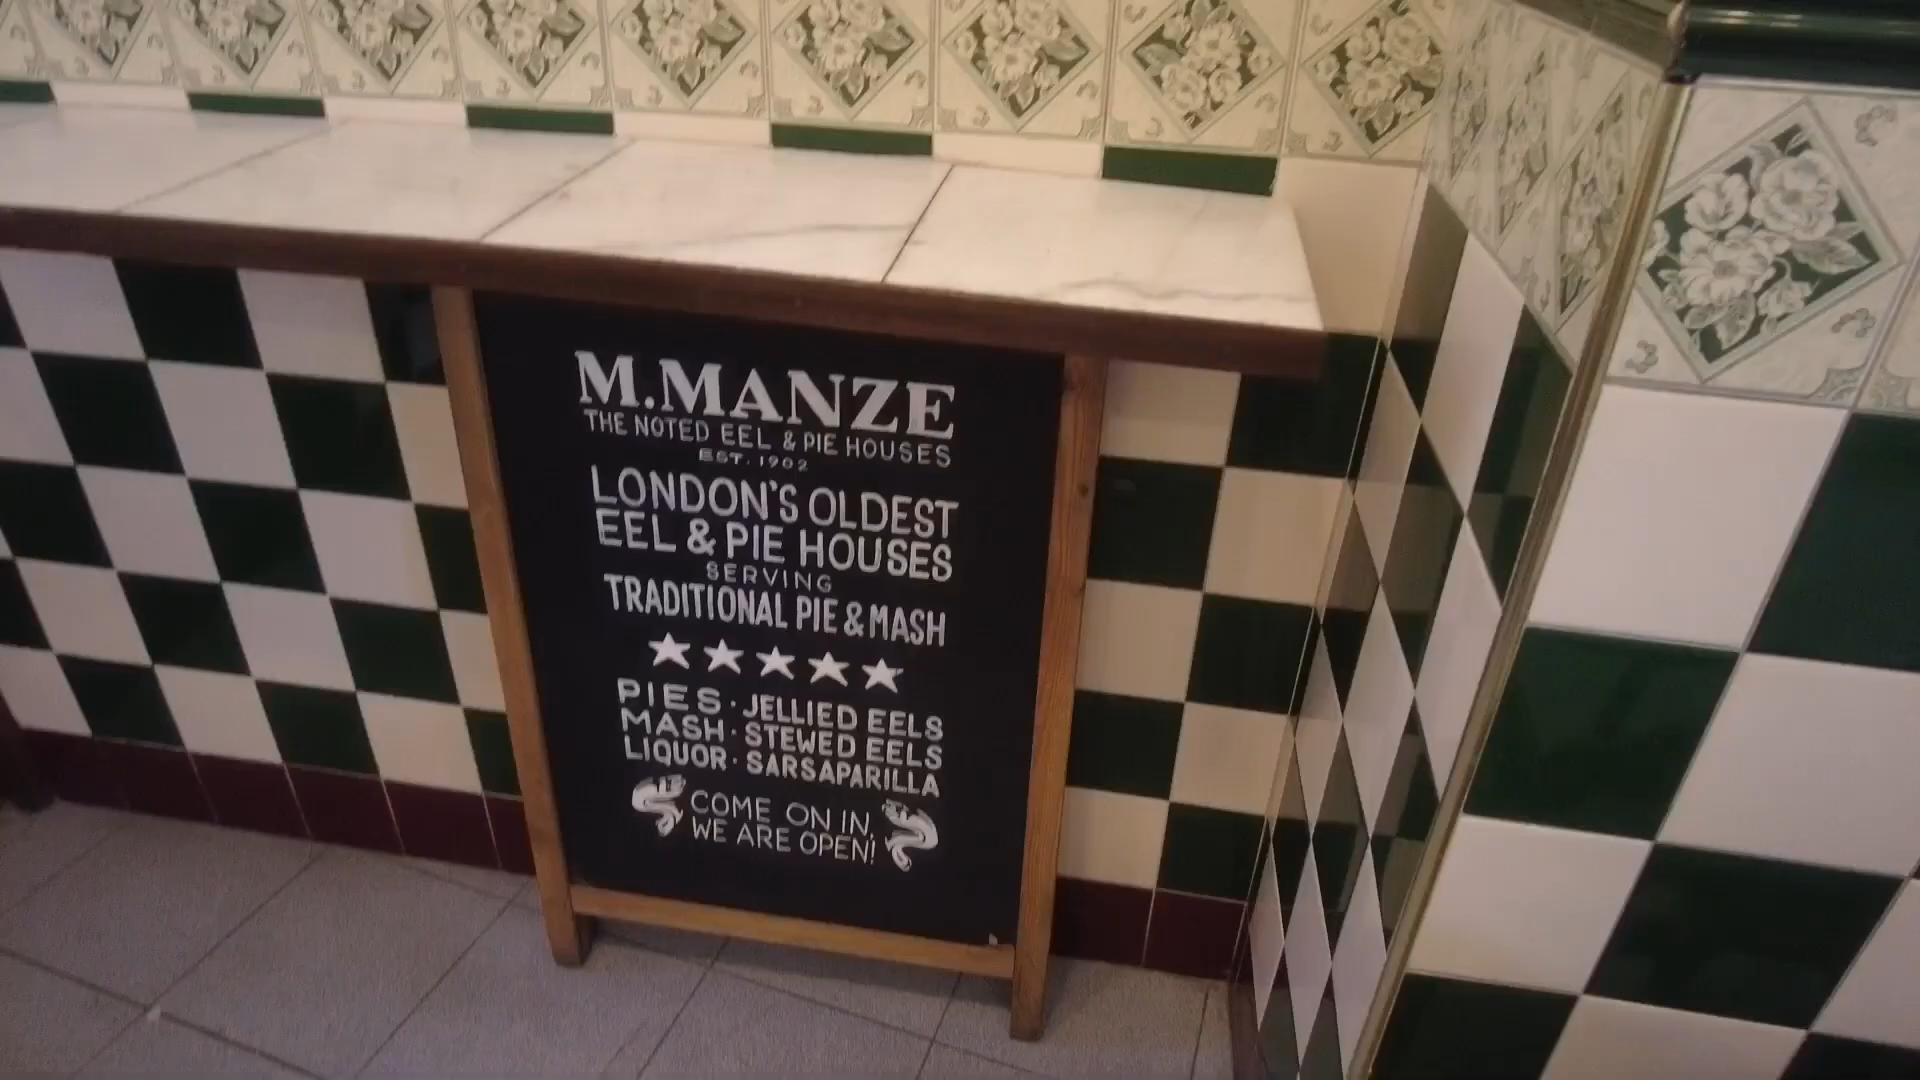 M.MANZE
THE NOTED EEL & PIE HOUSES
EST. 1902
LONDON'S OLDEST
EEL & PIE HOUSES
SERVING
TRADITIONAL PIE & MASH
PIES · JELLIED EELS
MASH · STEWED EELS
LIQUOR · SARSAPARILLA
COME ON IN,
WE ARE OPEN!